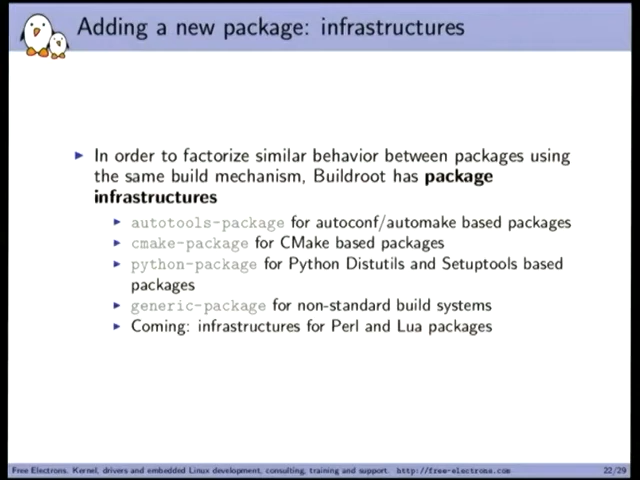 Adding a new package: infrastructures
▶ In order to factorize similar behavior between packages using
the same build mechanism, Buildroot has package
infrastructures
▶ autotools-package for autoconf/automake based packages
▶ cmake-package for CMake based packages
▶ python-package for Python Distutils and Setuptools based
packages
▶ generic-package for non-standard build systems
▶ Coming: infrastructures for Perl and Lua packages
Free Electrons. Kernel, drivers and embedded Linux development, consulting, training and support. http://free-electrons.com 22/29